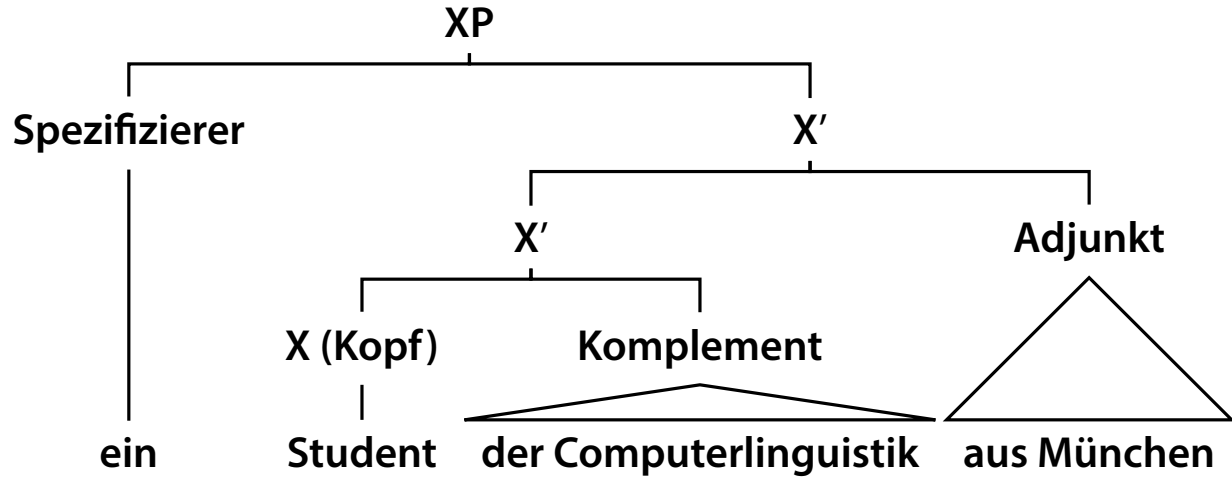 XP
Spezifizierer X′
X′ Adjunkt
X (Kopf) Komplement
ein Student der Computerlinguistik aus München